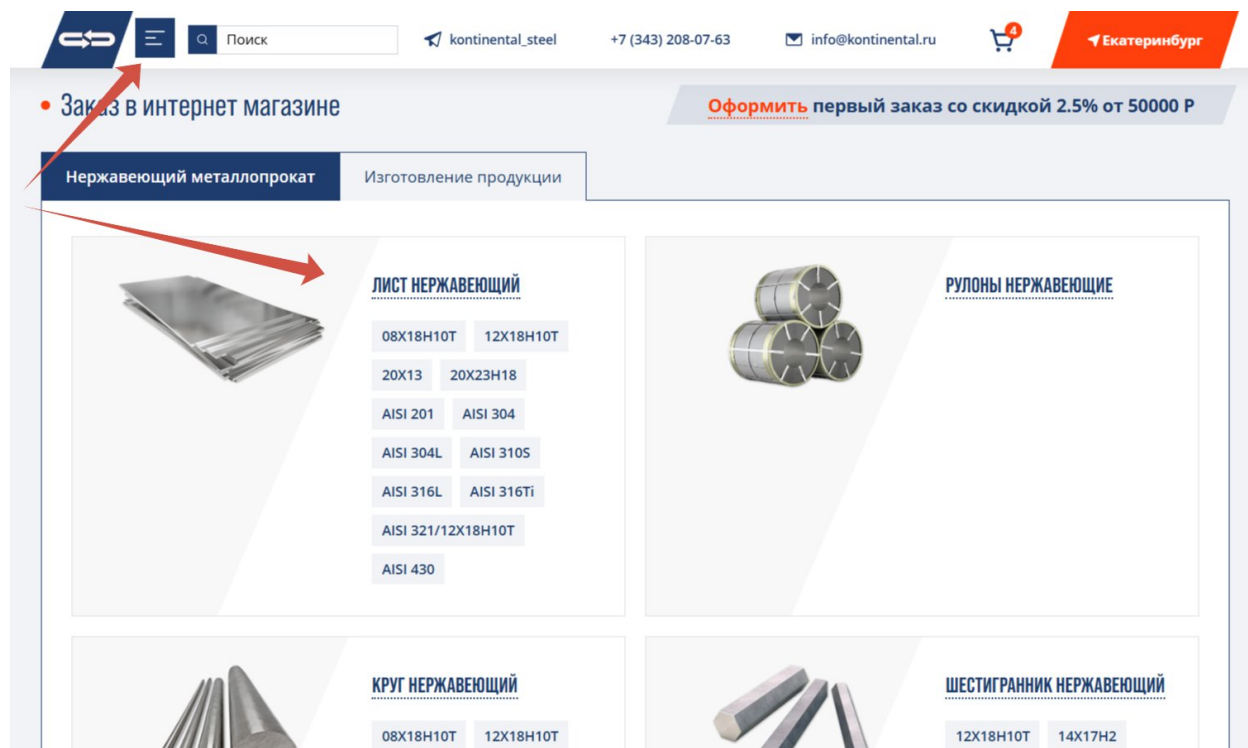 Поиск
kontinental_steel
+7 (343) 208-07-63
info@kontinental.ru
4
Екатеринбург
Заказ в интернет магазине
Оформить первый заказ со скидкой 2.5% от 50000 Р
Нержавеющий металлопрокат
Изготовление продукции
ЛИСТ НЕРЖАВЕЮЩИЙ
08Х18Н10Т 12Х18Н10Т
20Х13 20Х23Н18
AISI 201 AISI 304
AISI 304L AISI 310S
AISI 316L AISI 316Ti
AISI 321/12Х18Н10Т
AISI 430
РУЛОНЫ НЕРЖАВЕЮЩИЕ
КРУГ НЕРЖАВЕЮЩИЙ
08Х18Н10Т 12Х18Н10Т
ШЕСТИГРАННИК НЕРЖАВЕЮЩИЙ
12Х18Н10Т 14Х17Н2